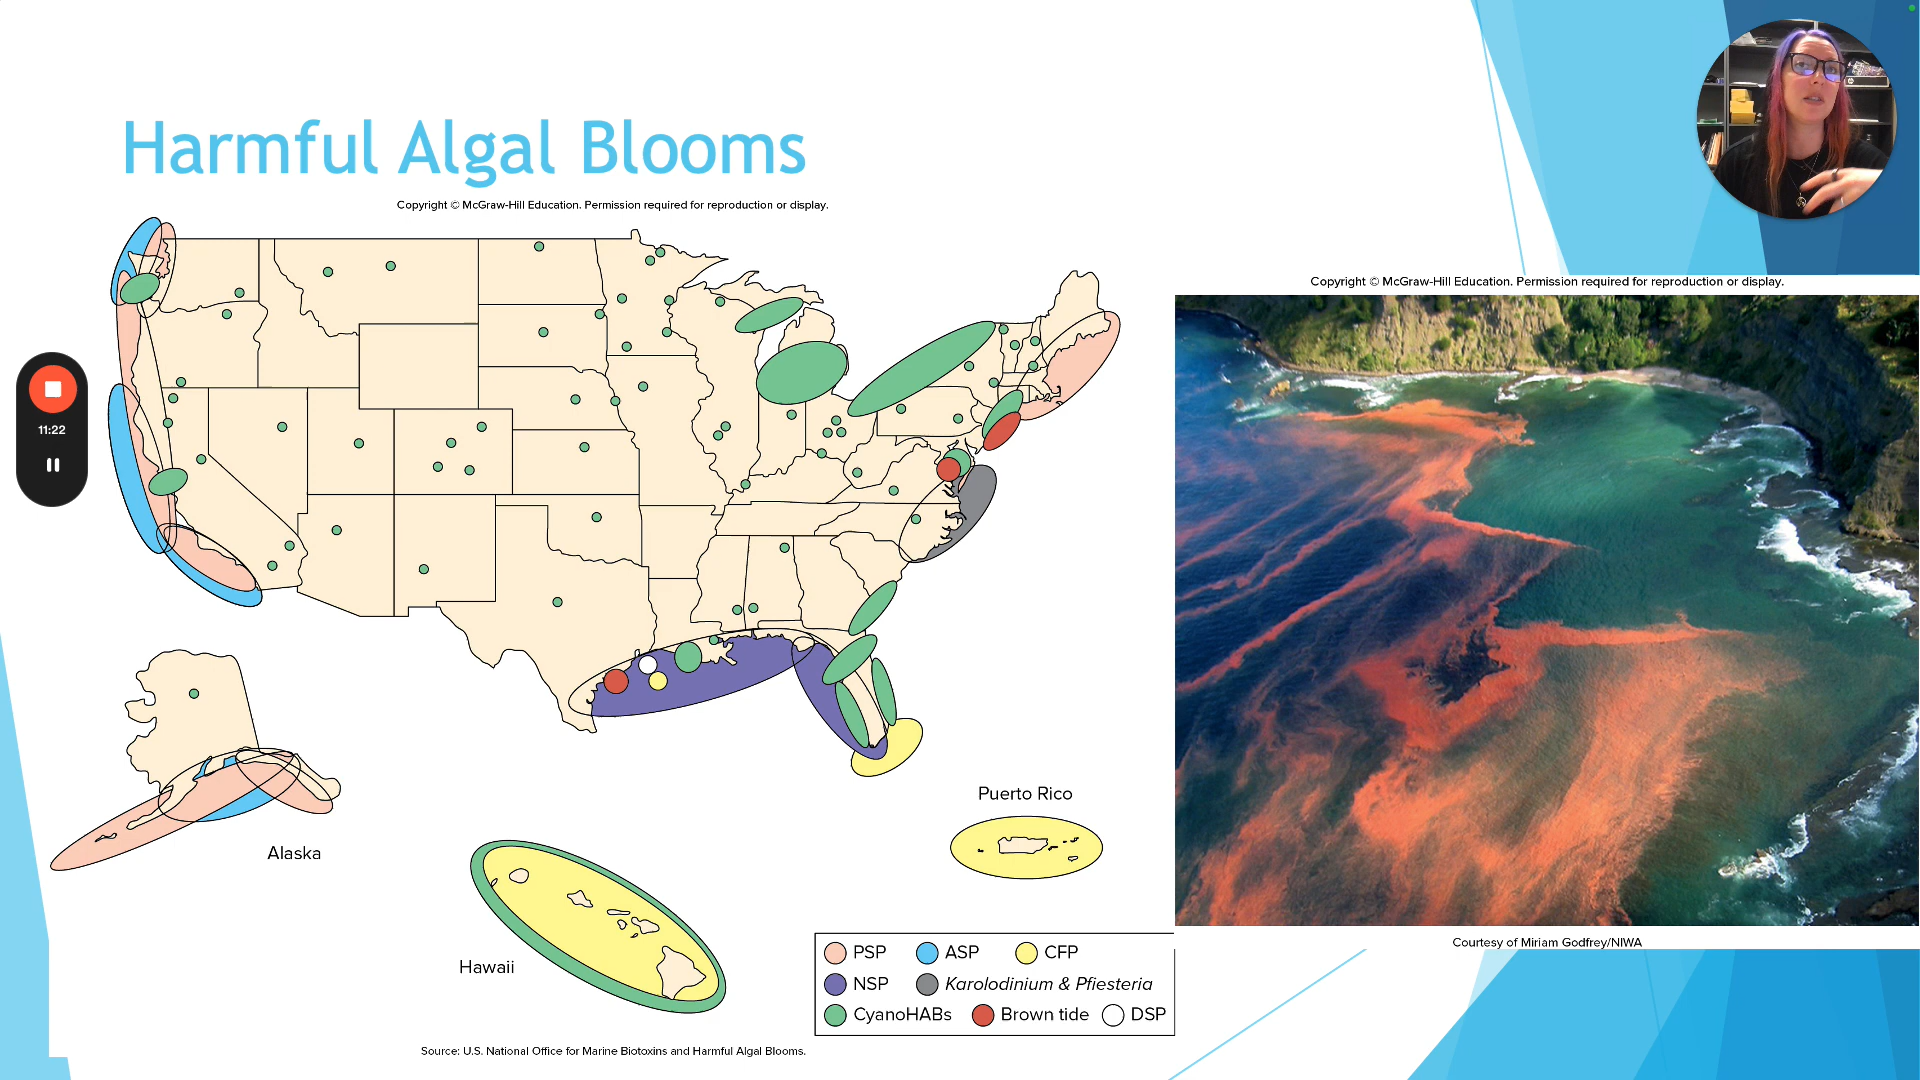 Harmful Algal Blooms
Copyright © McGraw-Hill Education. Permission required for reproduction or display.
Copyright © McGraw-Hill Education. Permission required for reproduction or display.
11:22
Alaska
Hawaii
Puerto Rico
PSP ASP CFP
NSP Karolodinium & Pfiesteria
CyanoHABs Brown tide DSP
Courtesy of Miriam Godfrey/NIWA
Source: U.S. National Office for Marine Biotoxins and Harmful Algal Blooms.